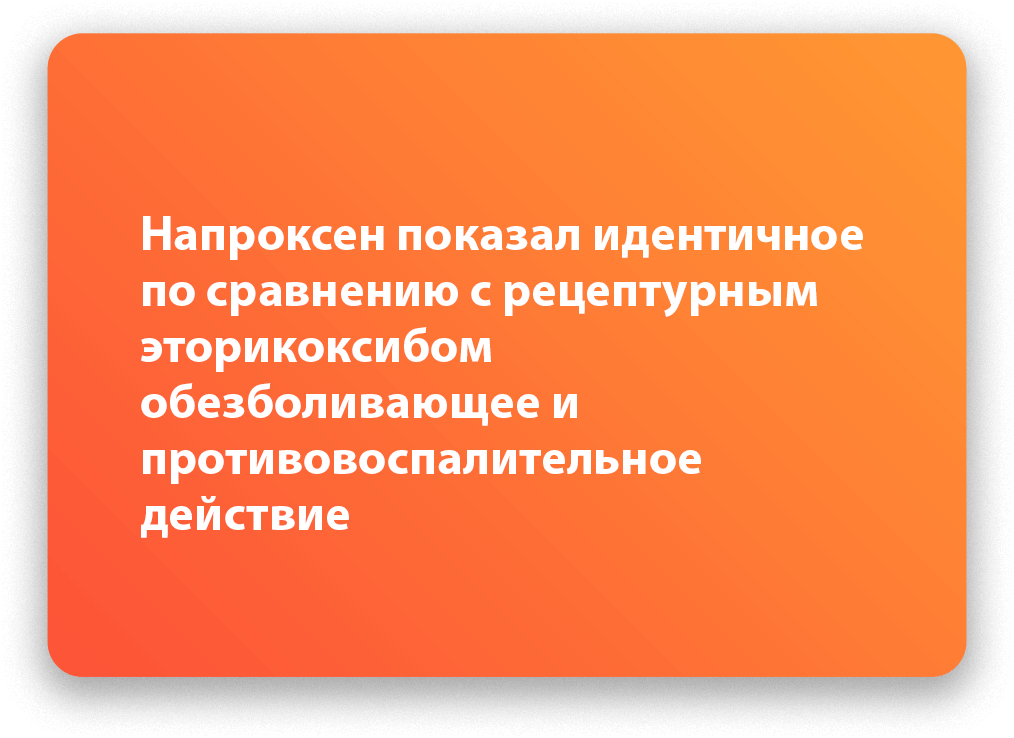 Напроксен показал идентичное
по сравнению с рецептурным
эторикоксибом
обезболивающее и
противовоспалительное
действие